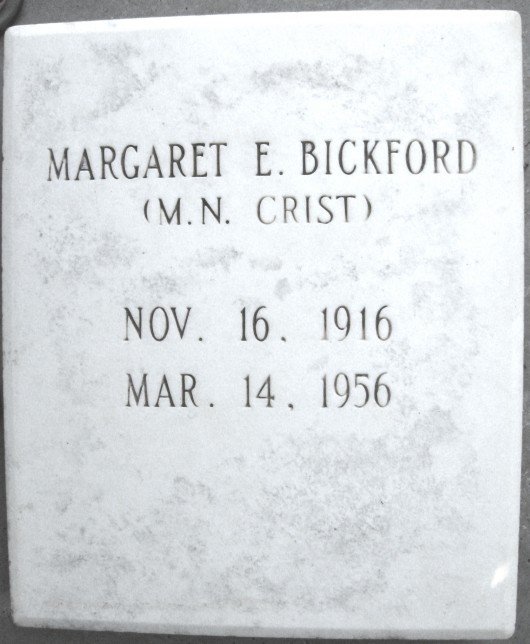 MARGARET E. BICKFORD
(M.N. CRIST)
NOV. 16. 1916
MAR. 14, 1956